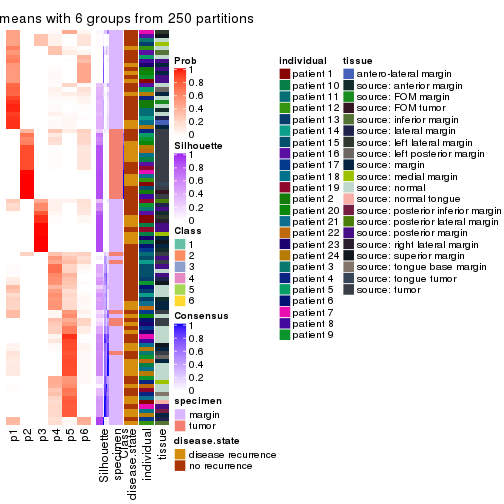 means with 6 groups from 250 partitions
Prob
1
0.8
0.6
0.4
0.2
0
Silhouette
1
0.8
0.6
0.4
0.2
0
Class
1
2
3
4
5
6
Consensus
1
0.8
0.6
0.4
0.2
0
specimen
margin
tumor
disease.state
disease recurrence
no recurrence
individual
patient 1
patient 10
patient 11
patient 12
patient 13
patient 14
patient 15
patient 16
patient 17
patient 18
patient 19
patient 2
patient 20
patient 21
patient 22
patient 23
patient 24
patient 3
patient 4
patient 5
patient 6
patient 7
patient 8
patient 9
tissue
antero-lateral margin
source: anterior margin
source: FOM margin
source: FOM tumor
source: inferior margin
source: lateral margin
source: left lateral margin
source: left posterior margin
source: margin
source: medial margin
source: normal
source: normal tongue
source: posterior inferior margin
source: posterior lateral margin
source: posterior margin
source: right lateral margin
source: superior margin
source: tongue base margin
source: tongue tumor
source: tumor
p1
p2
p3
p4
p5
p6
Silhouette
specimen
Class
disease.state
individual
tissue